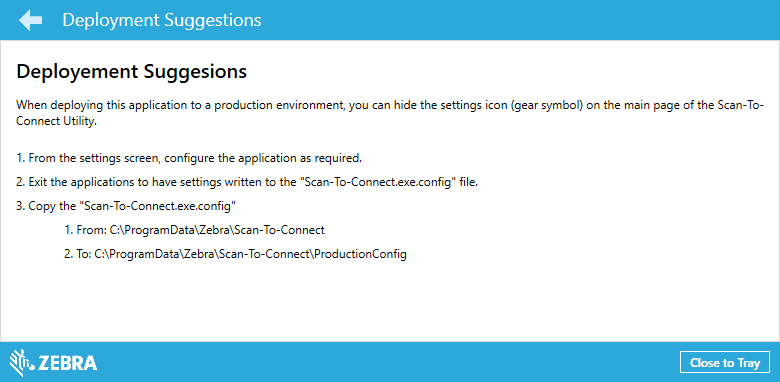 Deployment Suggestions
Deployement Suggesions
When deploying this application to a production environment, you can hide the settings icon (gear symbol) on the main page of the Scan-To-
Connect Utility.
1. From the settings screen, configure the application as required.
2. Exit the applications to have settings written to the "Scan-To-Connect.exe.config" file.
3. Copy the "Scan-To-Connect.exe.config"
1. From: C:\ProgramData\Zebra\Scan-To-Connect
2. To: C:\ProgramData\Zebra\Scan-To-Connect\ProductionConfig
ZEBRA
Close to Tray